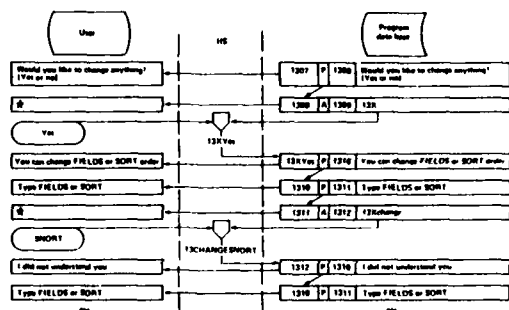 User
HS
Program
data base
Would you like to change anything?
(Yes or no)
1307 P 1308 Would you like to change anything?
(Yes or no)
☆
1308 A 1309 13X
Yes
13XYes
You can change FIELDS or SORT order
13XYes P 1310 You can change FIELDS or SORT order
Type FIELDS or SORT
1310 P 1311 Type FIELDS or SORT
☆
1311 A 1312 13Xchange
SNORT
13CHANGESNORT
I did not understand you
1312 P 1310 I did not understand you
Type FIELDS or SORT
1310 P 1311 Type FIELDS or SORT